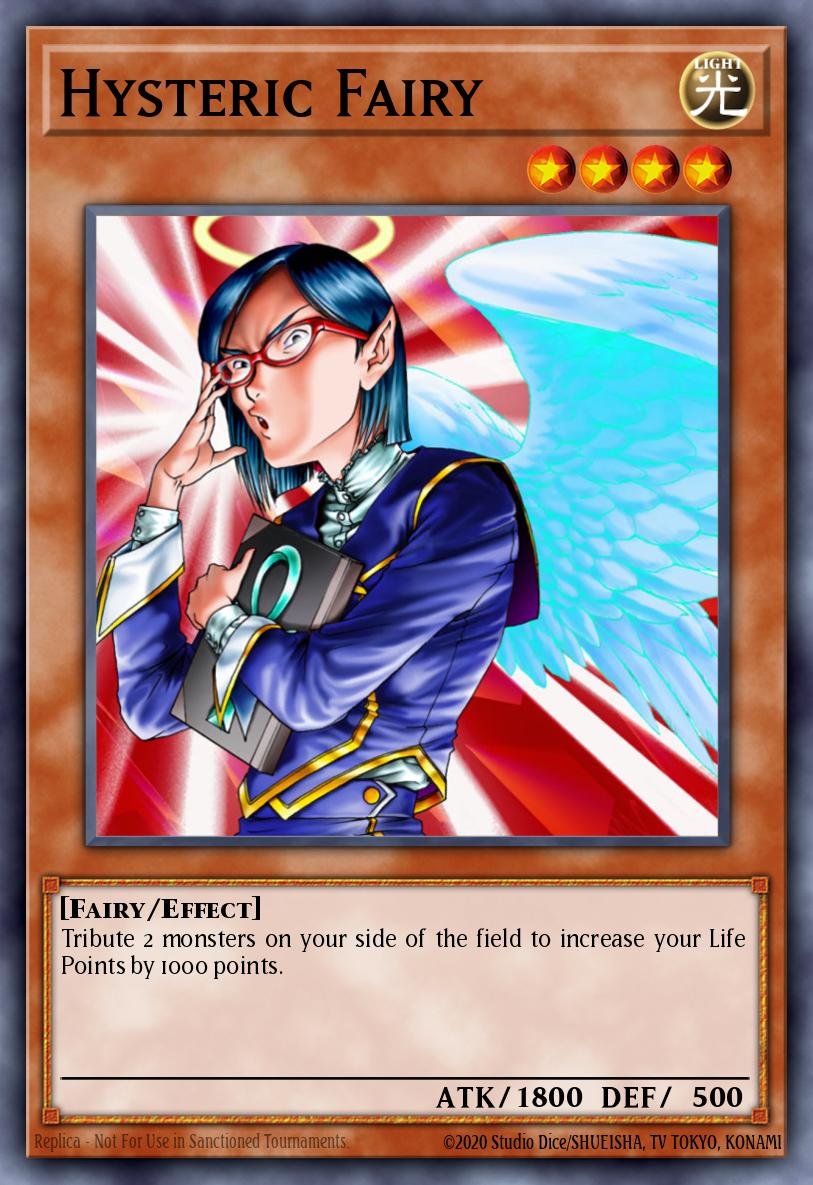 Hysteric Fairy
LIGHT
光
[Fairy/Effect]
Tribute 2 monsters on your side of the field to increase your Life
Points by 1000 points.
ATK/1800 DEF/ 500
Replica - Not For Use in Sanctioned Tournaments.
©2020 Studio Dice/SHUEISHA, TV TOKYO, KONAMI